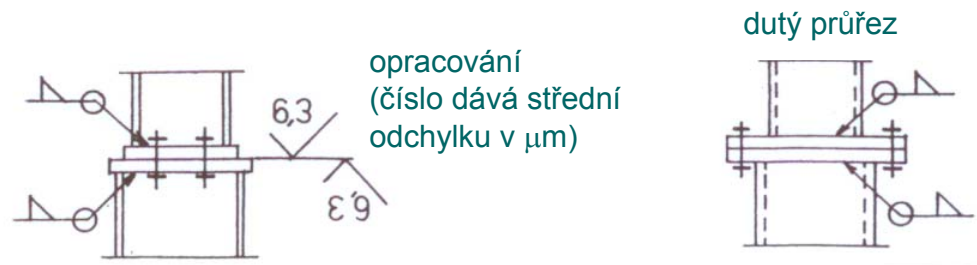 dutý průřez
opracování
(číslo dává střední
odchylku v μm)
6,3
6,3